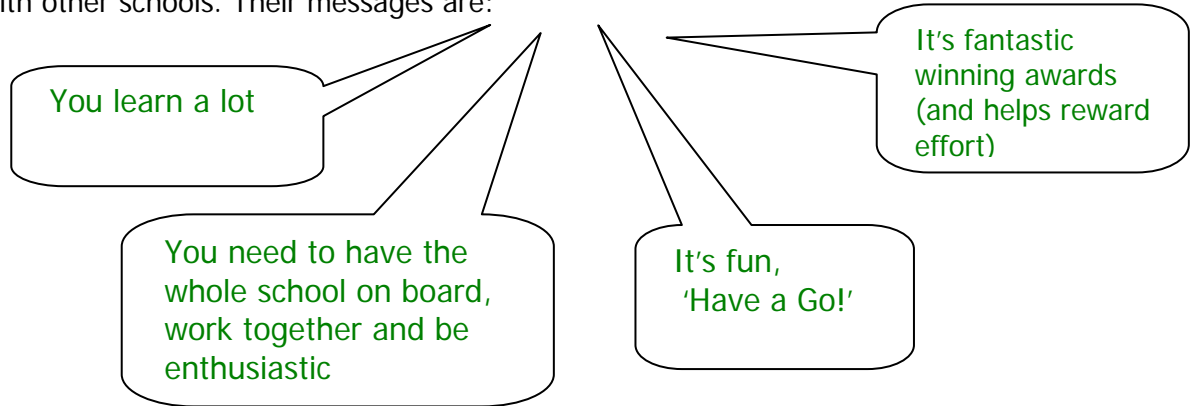 with other schools. Their messages are:
You learn a lot
It's fantastic
winning awards
(and helps reward
effort)
You need to have the
whole school on board,
work together and be
enthusiastic
It's fun,
'Have a Go!'